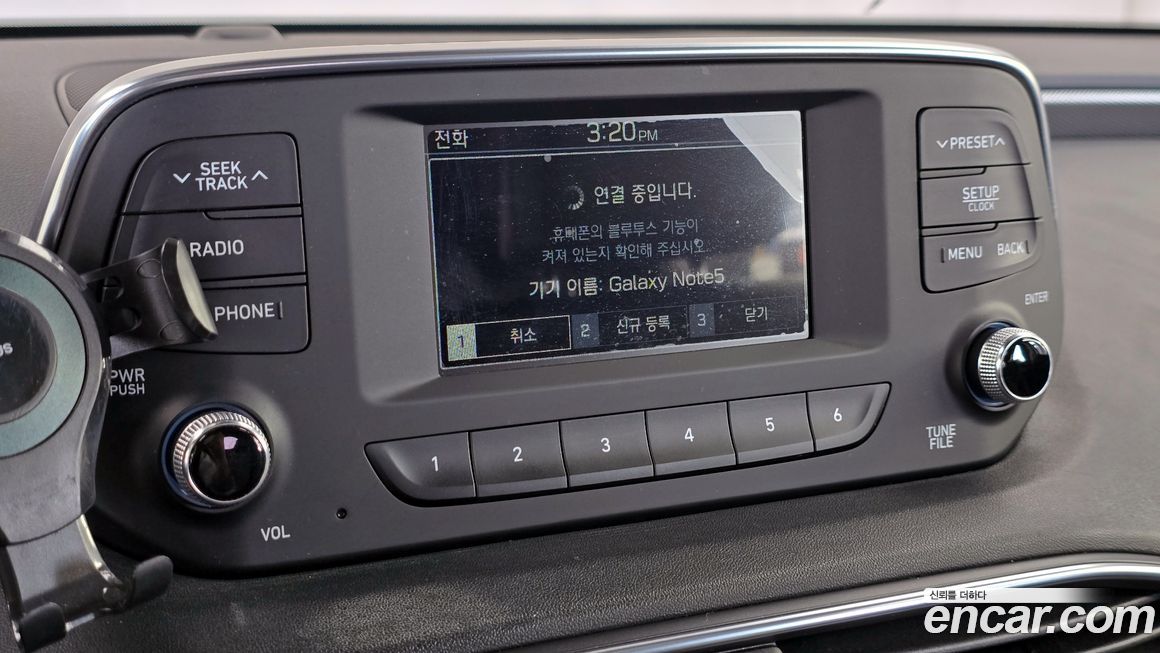 전화
3:20PM
연결 중입니다.
휴대폰의 블루투스 기능이
켜져 있는지 확인해 주십시오.
기기 이름: Galaxy Note5
1 취소
2 신규 등록
3 닫기
SEEK
TRACK
RADIO
PHONE
PWR
PUSH
VOL
1
2
3
4
5
6
PRESET
SETUP
CLOCK
MENU
BACK
ENTER
TUNE
FILE
신뢰를 더하다
encar.com